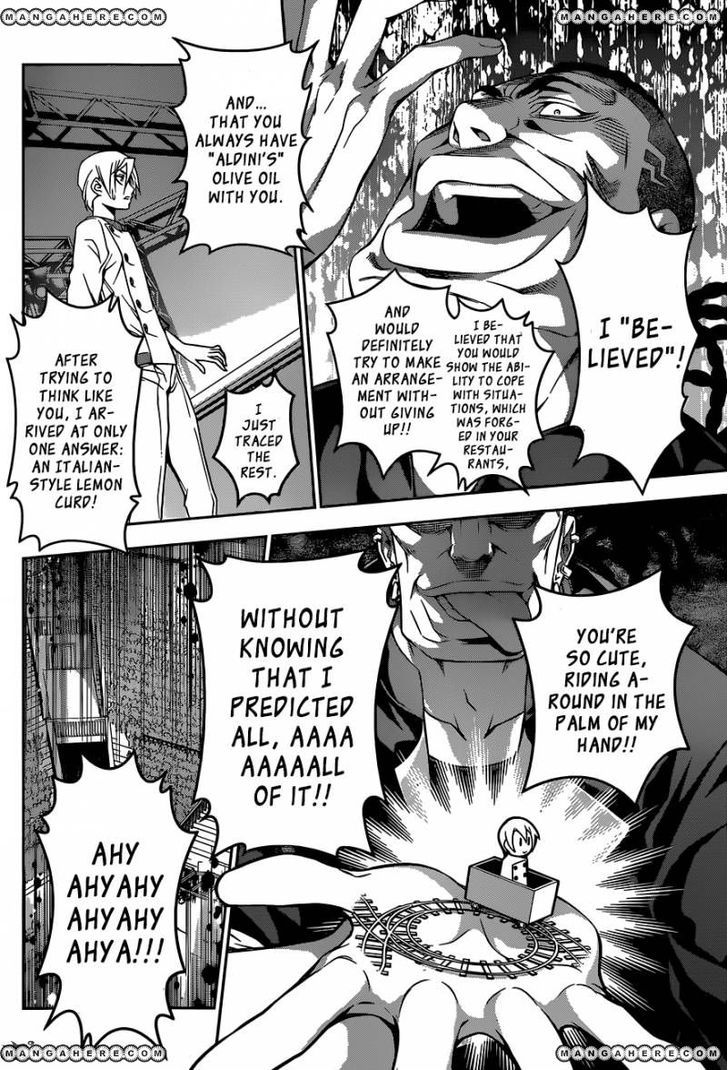 MANGAHERE.COM
MANGAHERE.COM
I "BE-
LIEVED"!
I BE-
LIEVED THAT
YOU WOULD
SHOW THE ABI-
LITY TO COPE
WITH SITUA-
TIONS, WHICH
WAS FORG-
ED IN YOUR
RESTAU-
RANTS,
AND
WOULD
DEFINITELY
TRY TO MAKE
AN ARRANGE-
MENT WITH-
OUT GIVING
UP!!
AND...
THAT YOU
ALWAYS HAVE
"ALDINI'S"
OLIVE OIL
WITH YOU.
I
JUST
TRACED
THE
REST.
AFTER
TRYING TO
THINK LIKE
YOU, I AR-
RIVED AT ONLY
ONE ANSWER:
AN ITALIAN-
STYLE LEMON
CURD!
YOU'RE
SO CUTE,
RIDING A-
ROUND IN THE
PALM OF MY
HAND!!
WITHOUT
KNOWING
THAT I
PREDICTED
ALL, AAAA
AAAAALL
OF IT!!
AHY
AHYAHY
AHYAHY
AHYA!!!
MANGAHERE.COM
MANGAHERE.COM